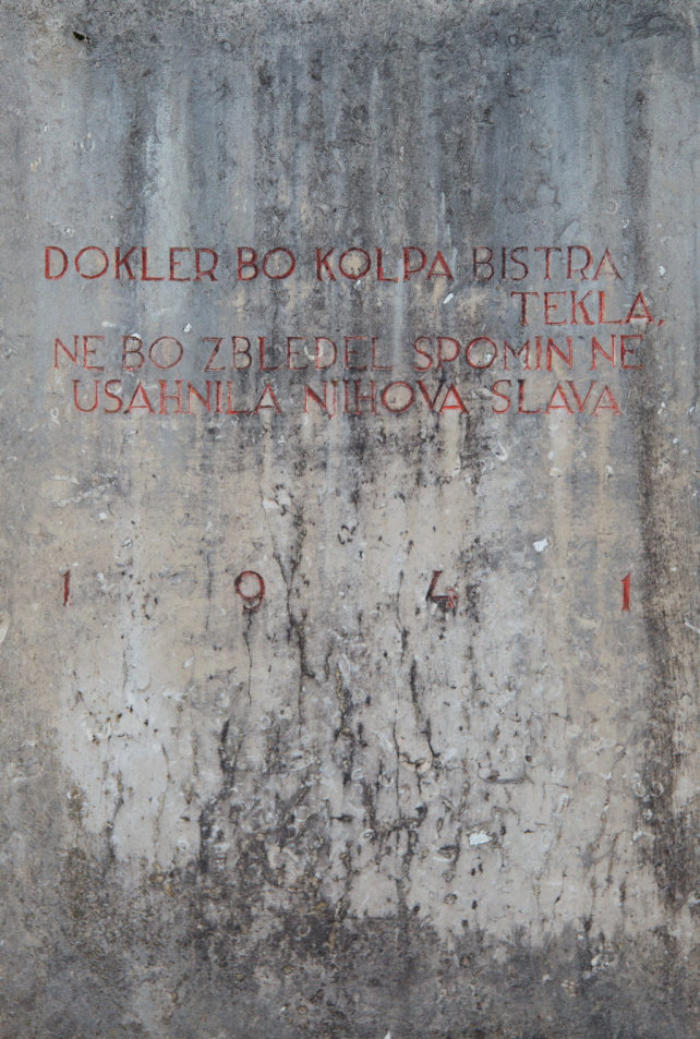 DOKLER BO KOLPA BISTRA
TEKLA,
NE BO ZBLEDEL SPOMIN NE
USAHNILA NJIHOVA SLAVA
1 9 4 1